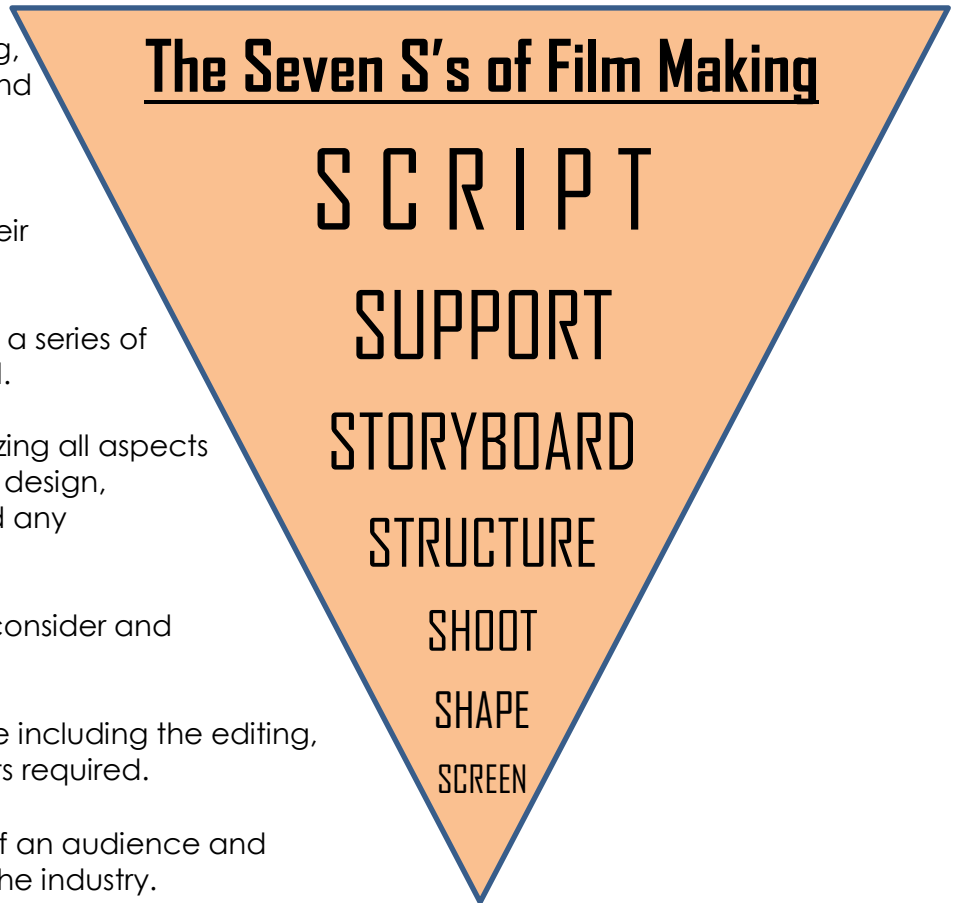 The Seven S's of Film Making
SCRIPT
SUPPORT
STORYBOARD
STRUCTURE
SHOOT
SHAPE
SCREEN
g,
nd
eir
a series of
zing all aspects
design,
d any
consider and
e including the editing,
rs required.
f an audience and
he industry.